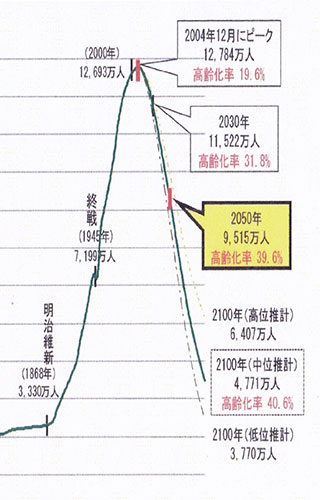 2004年12月にピーク
12,784万人
高齢化率 19.6%
(2000年)
12,693万人
2030年
11,522万人
高齢化率 31.8%
2050年
9,515万人
高齢化率 39.6%
終戦
(1945年)
7,199万人
明治維新
(1868年)
3,330万人
2100年(高位推計)
6,407万人
2100年(中位推計)
4,771万人
高齢化率 40.6%
2100年(低位推計)
3,770万人